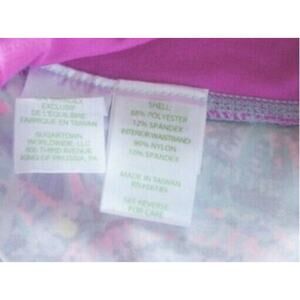 EXCLUSIF
DE L'EQUILIBRE
FABRIQUE EN TAIWAN
SUGARTOWN
WORLDWIDE, LLC
800 THIRD AVENUE
KING OF PRUSSIA, PA
SHELL:
88% POLYESTER
12% SPANDEX
INTERIOR WAISTBAND
90% NYLON
10% SPANDEX
MADE IN TAIWAN
SEE REVERSE
FOR CARE